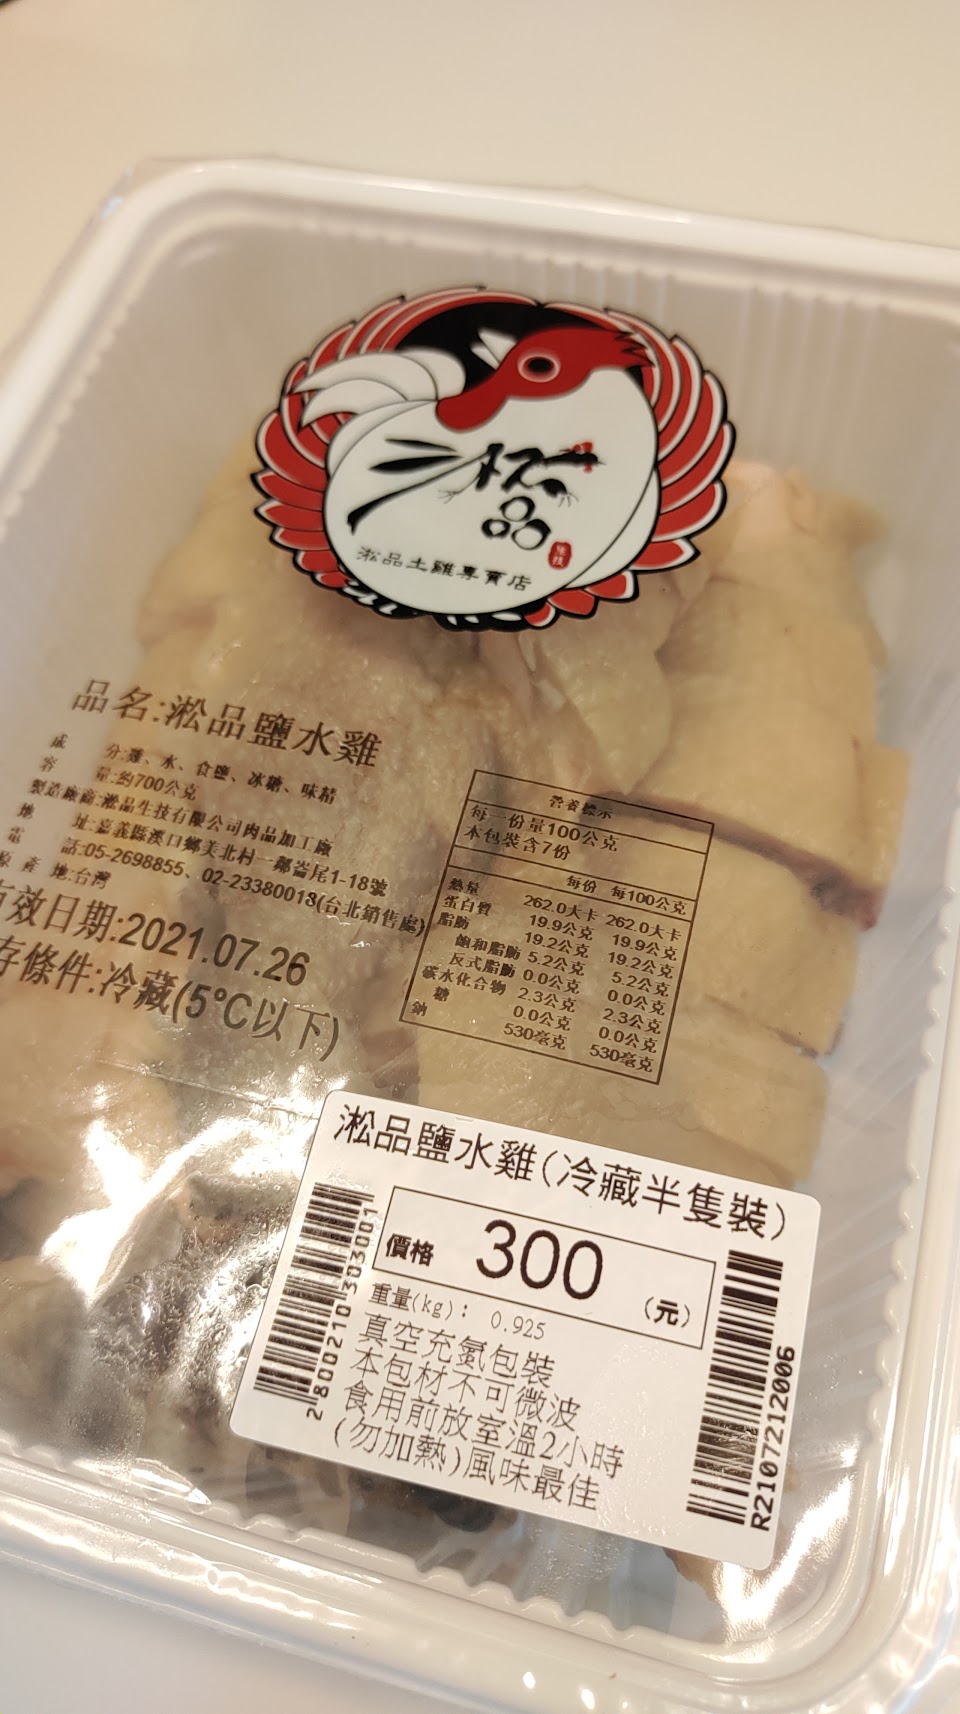 淞品
淞品土雞專賣店
品名:淞品鹽水雞
成 分:雞、水、食鹽、冰糖、味精
容 量:約700公克
製造廠商:淞品生技有限公司肉品加工廠
地 址:嘉義縣溪口鄉美北村一鄰崙尾1-18號
電 話:05-2698855、02-23380018(台北銷售處)
原產地:台灣
有效日期:2021.07.26
存條件:冷藏(5°C以下)
營養標示
每一份量100公克
本包裝含7份
每份 每100公克
熱量 262.0大卡 262.0大卡
蛋白質 19.9公克 19.9公克
脂肪 19.2公克 19.2公克
飽和脂肪 5.2公克 5.2公克
反式脂肪 0.0公克 0.0公克
碳水化合物 2.3公克 2.3公克
糖 0.0公克 0.0公克
鈉 530毫克 530毫克
淞品鹽水雞(冷藏半隻裝)
價格 300 (元)
重量(kg): 0.925
真空充氮包裝
本包材不可微波
食用前放室溫2小時
(勿加熱)風味最佳
2800210303001
R2107212006